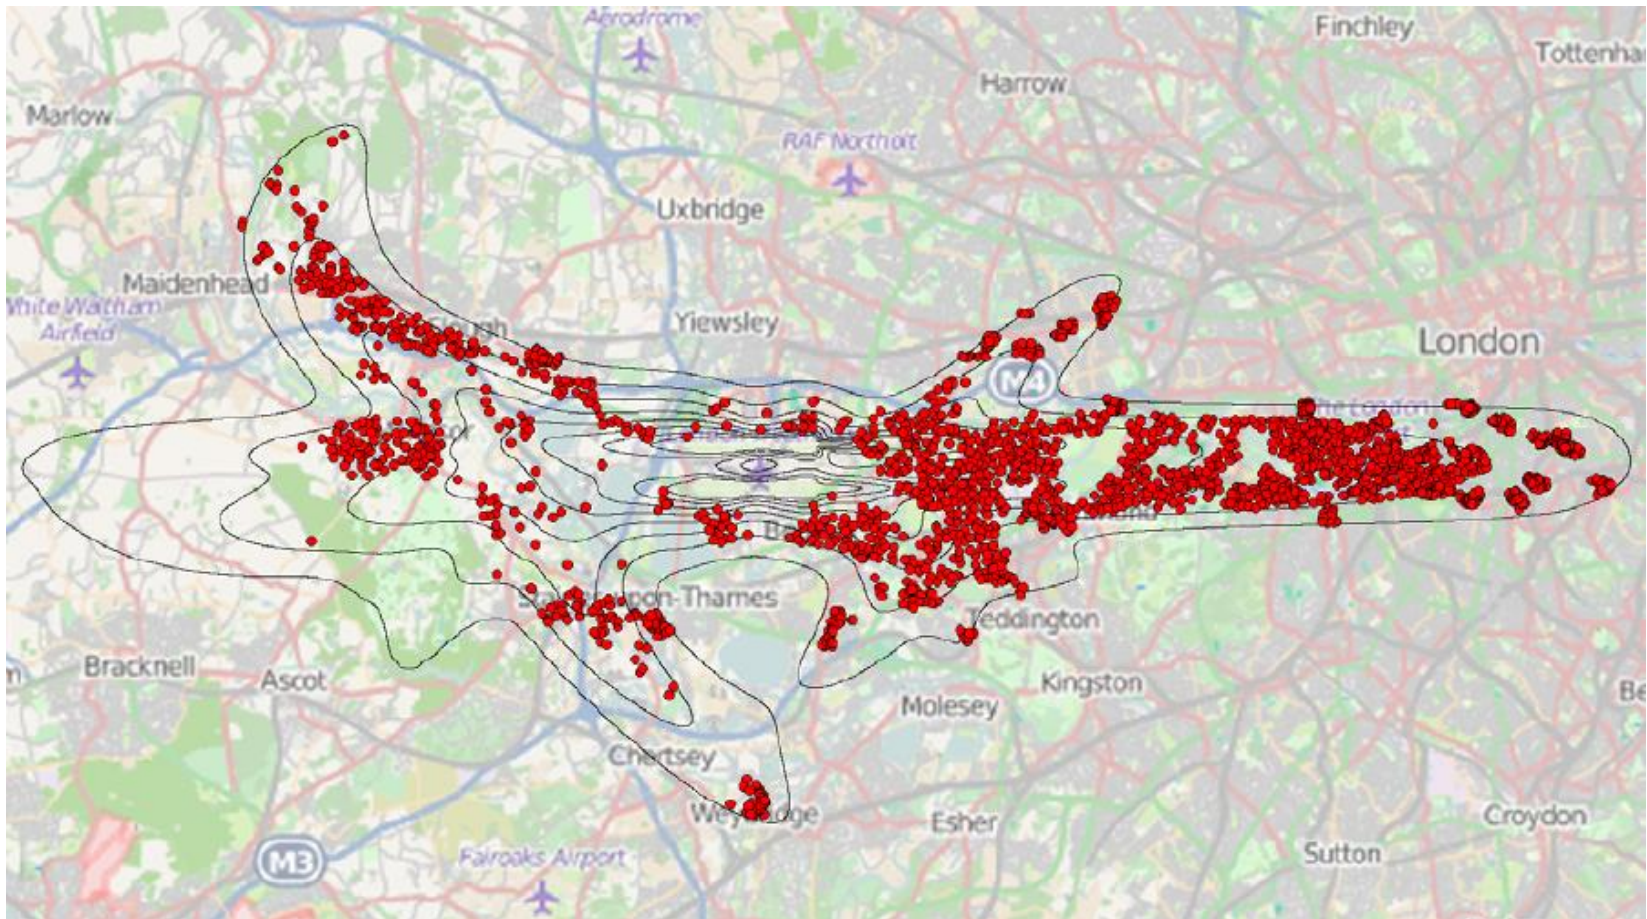 Aerodrome
Finchley
Tottenha
Harrow
Marlow
RAF Northolt
Uxbridge
Maidenhead
White Waltham
Airfield
Yiewsley
London
M4
Teddington
Bracknell
Ascot
Kingston
Molesey
Chertsey
Esher
Croydon
M3
Fairoaks Airport
Sutton